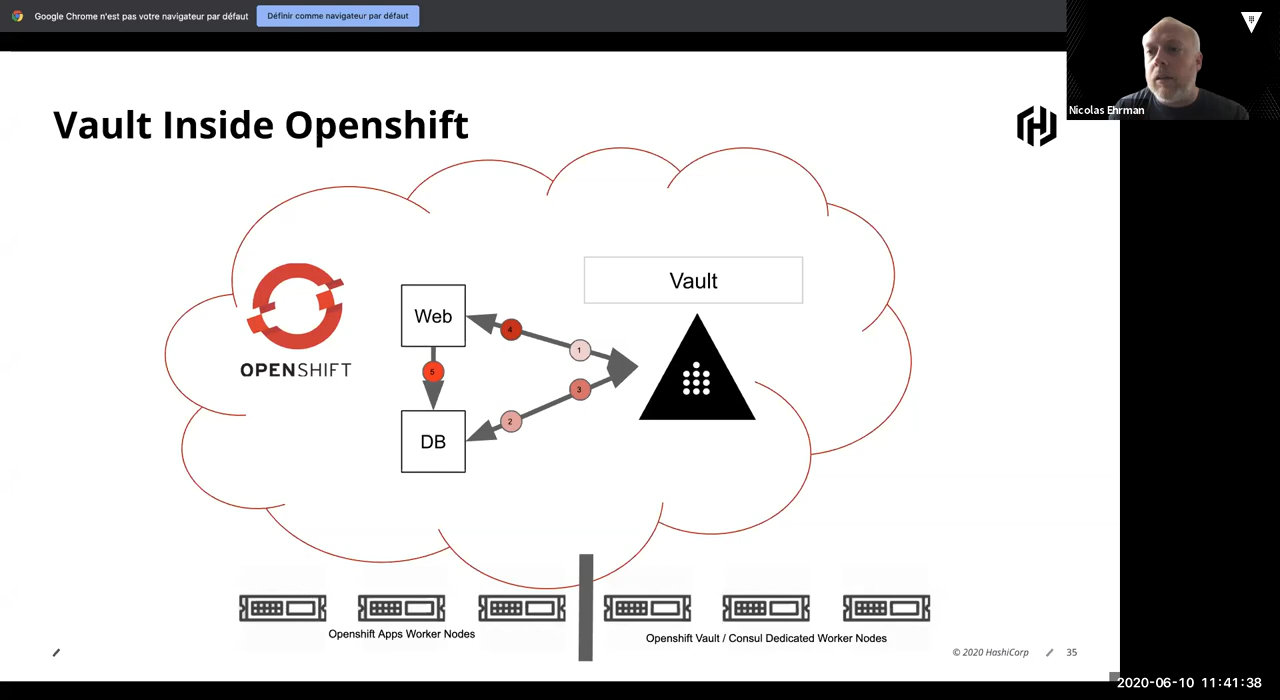 Google Chrome n'est pas votre navigateur par défaut
Définir comme navigateur par défaut
Nicolas Ehrman
Vault Inside Openshift
OPENSHIFT
Web
Vault
4
1
5
3
2
DB
Openshift Apps Worker Nodes
Openshift Vault / Consul Dedicated Worker Nodes
© 2020 HashiCorp
35
2020-06-10 11:41:38